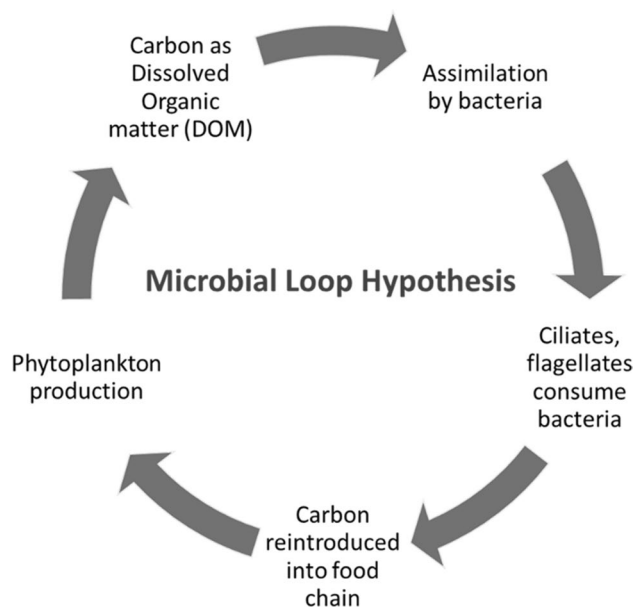 Carbon as
Dissolved
Organic
matter (DOM)
Assimilation
by bacteria
Microbial Loop Hypothesis
Ciliates,
flagellates
consume
bacteria
Carbon
reintroduced
into food
chain
Phytoplankton
production